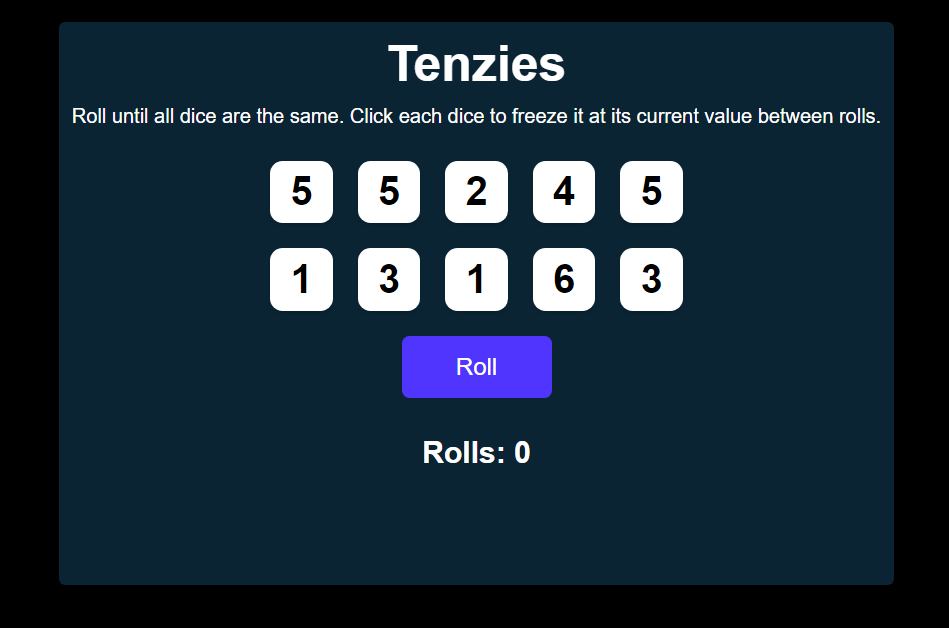 Tenzies
Roll until all dice are the same. Click each dice to freeze it at its current value between rolls.
5 5 2 4 5
1 3 1 6 3
Roll
Rolls: 0